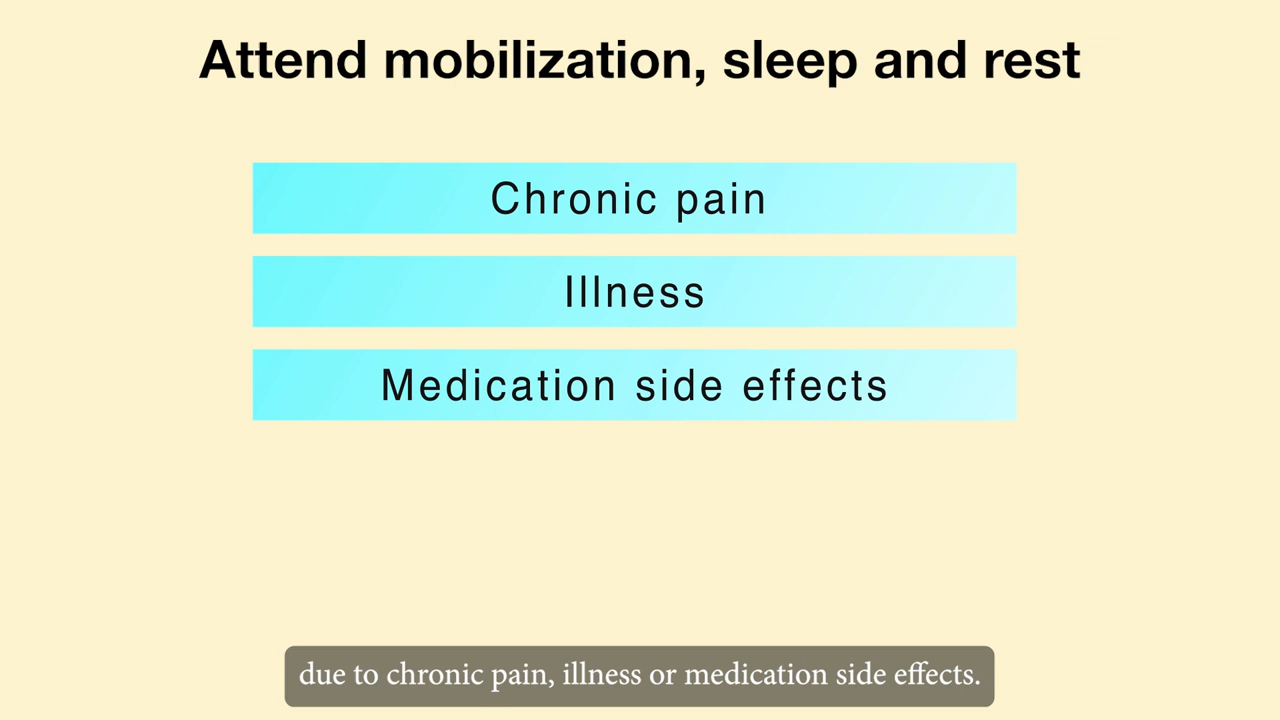 Attend mobilization, sleep and rest
Chronic pain
Illness
Medication side effects
due to chronic pain, illness or medication side effects.